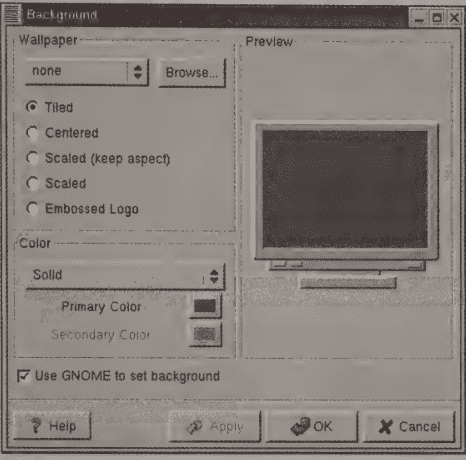 Background
Wallpaper
none
Browse...
Tiled
Centered
Scaled (keep aspect)
Scaled
Embossed Logo
Color
Solid
Primary Color
Secondary Color
Preview
Use GNOME to set background
? Help
Apply
OK
Cancel